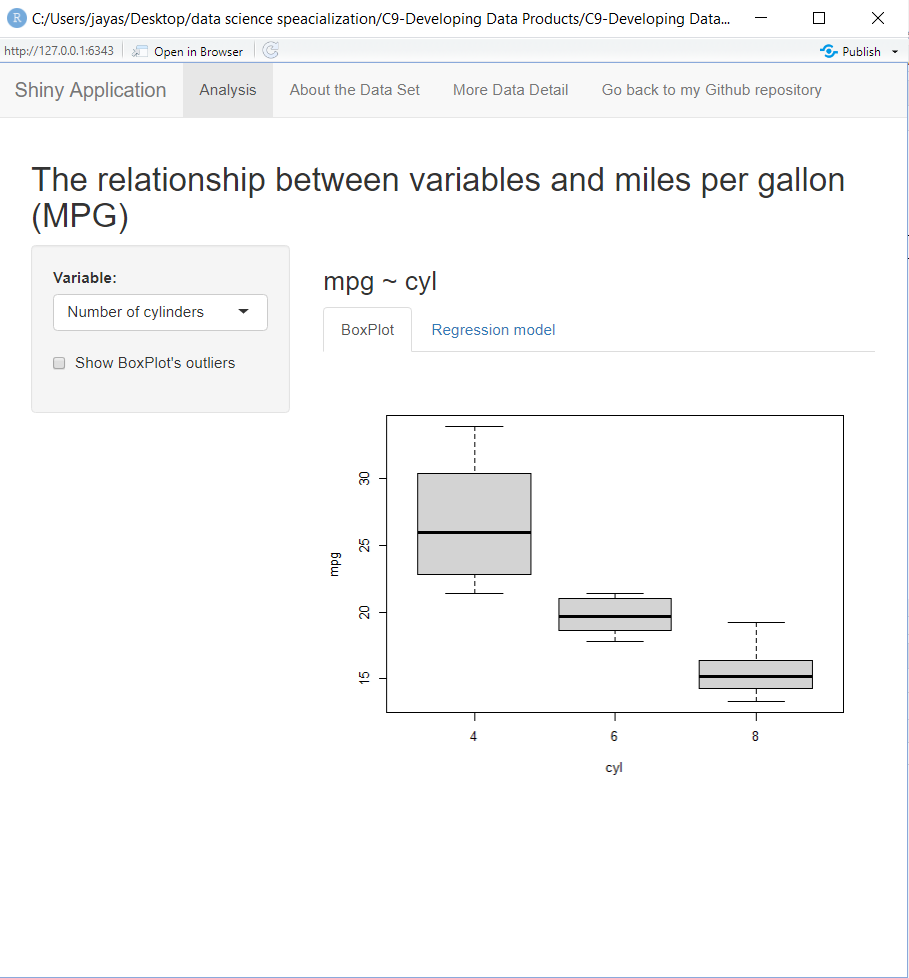 R C:/Users/jayas/Desktop/data science speacialization/C9-Developing Data Products/C9-Developing Data...
http://127.0.0.1:6343 Open in Browser Publish
Shiny Application Analysis About the Data Set More Data Detail Go back to my Github repository
The relationship between variables and miles per gallon
(MPG)
Variable:
Number of cylinders
Show BoxPlot's outliers
mpg ~ cyl
BoxPlot Regression model
30
25
20
15
mpg
4 6 8
cyl